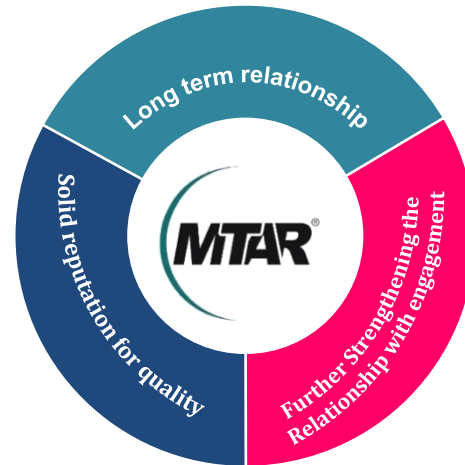 Long term relationship
Solid reputation for quality
MTAR®
Further Strengthening the
Relationship with engagement